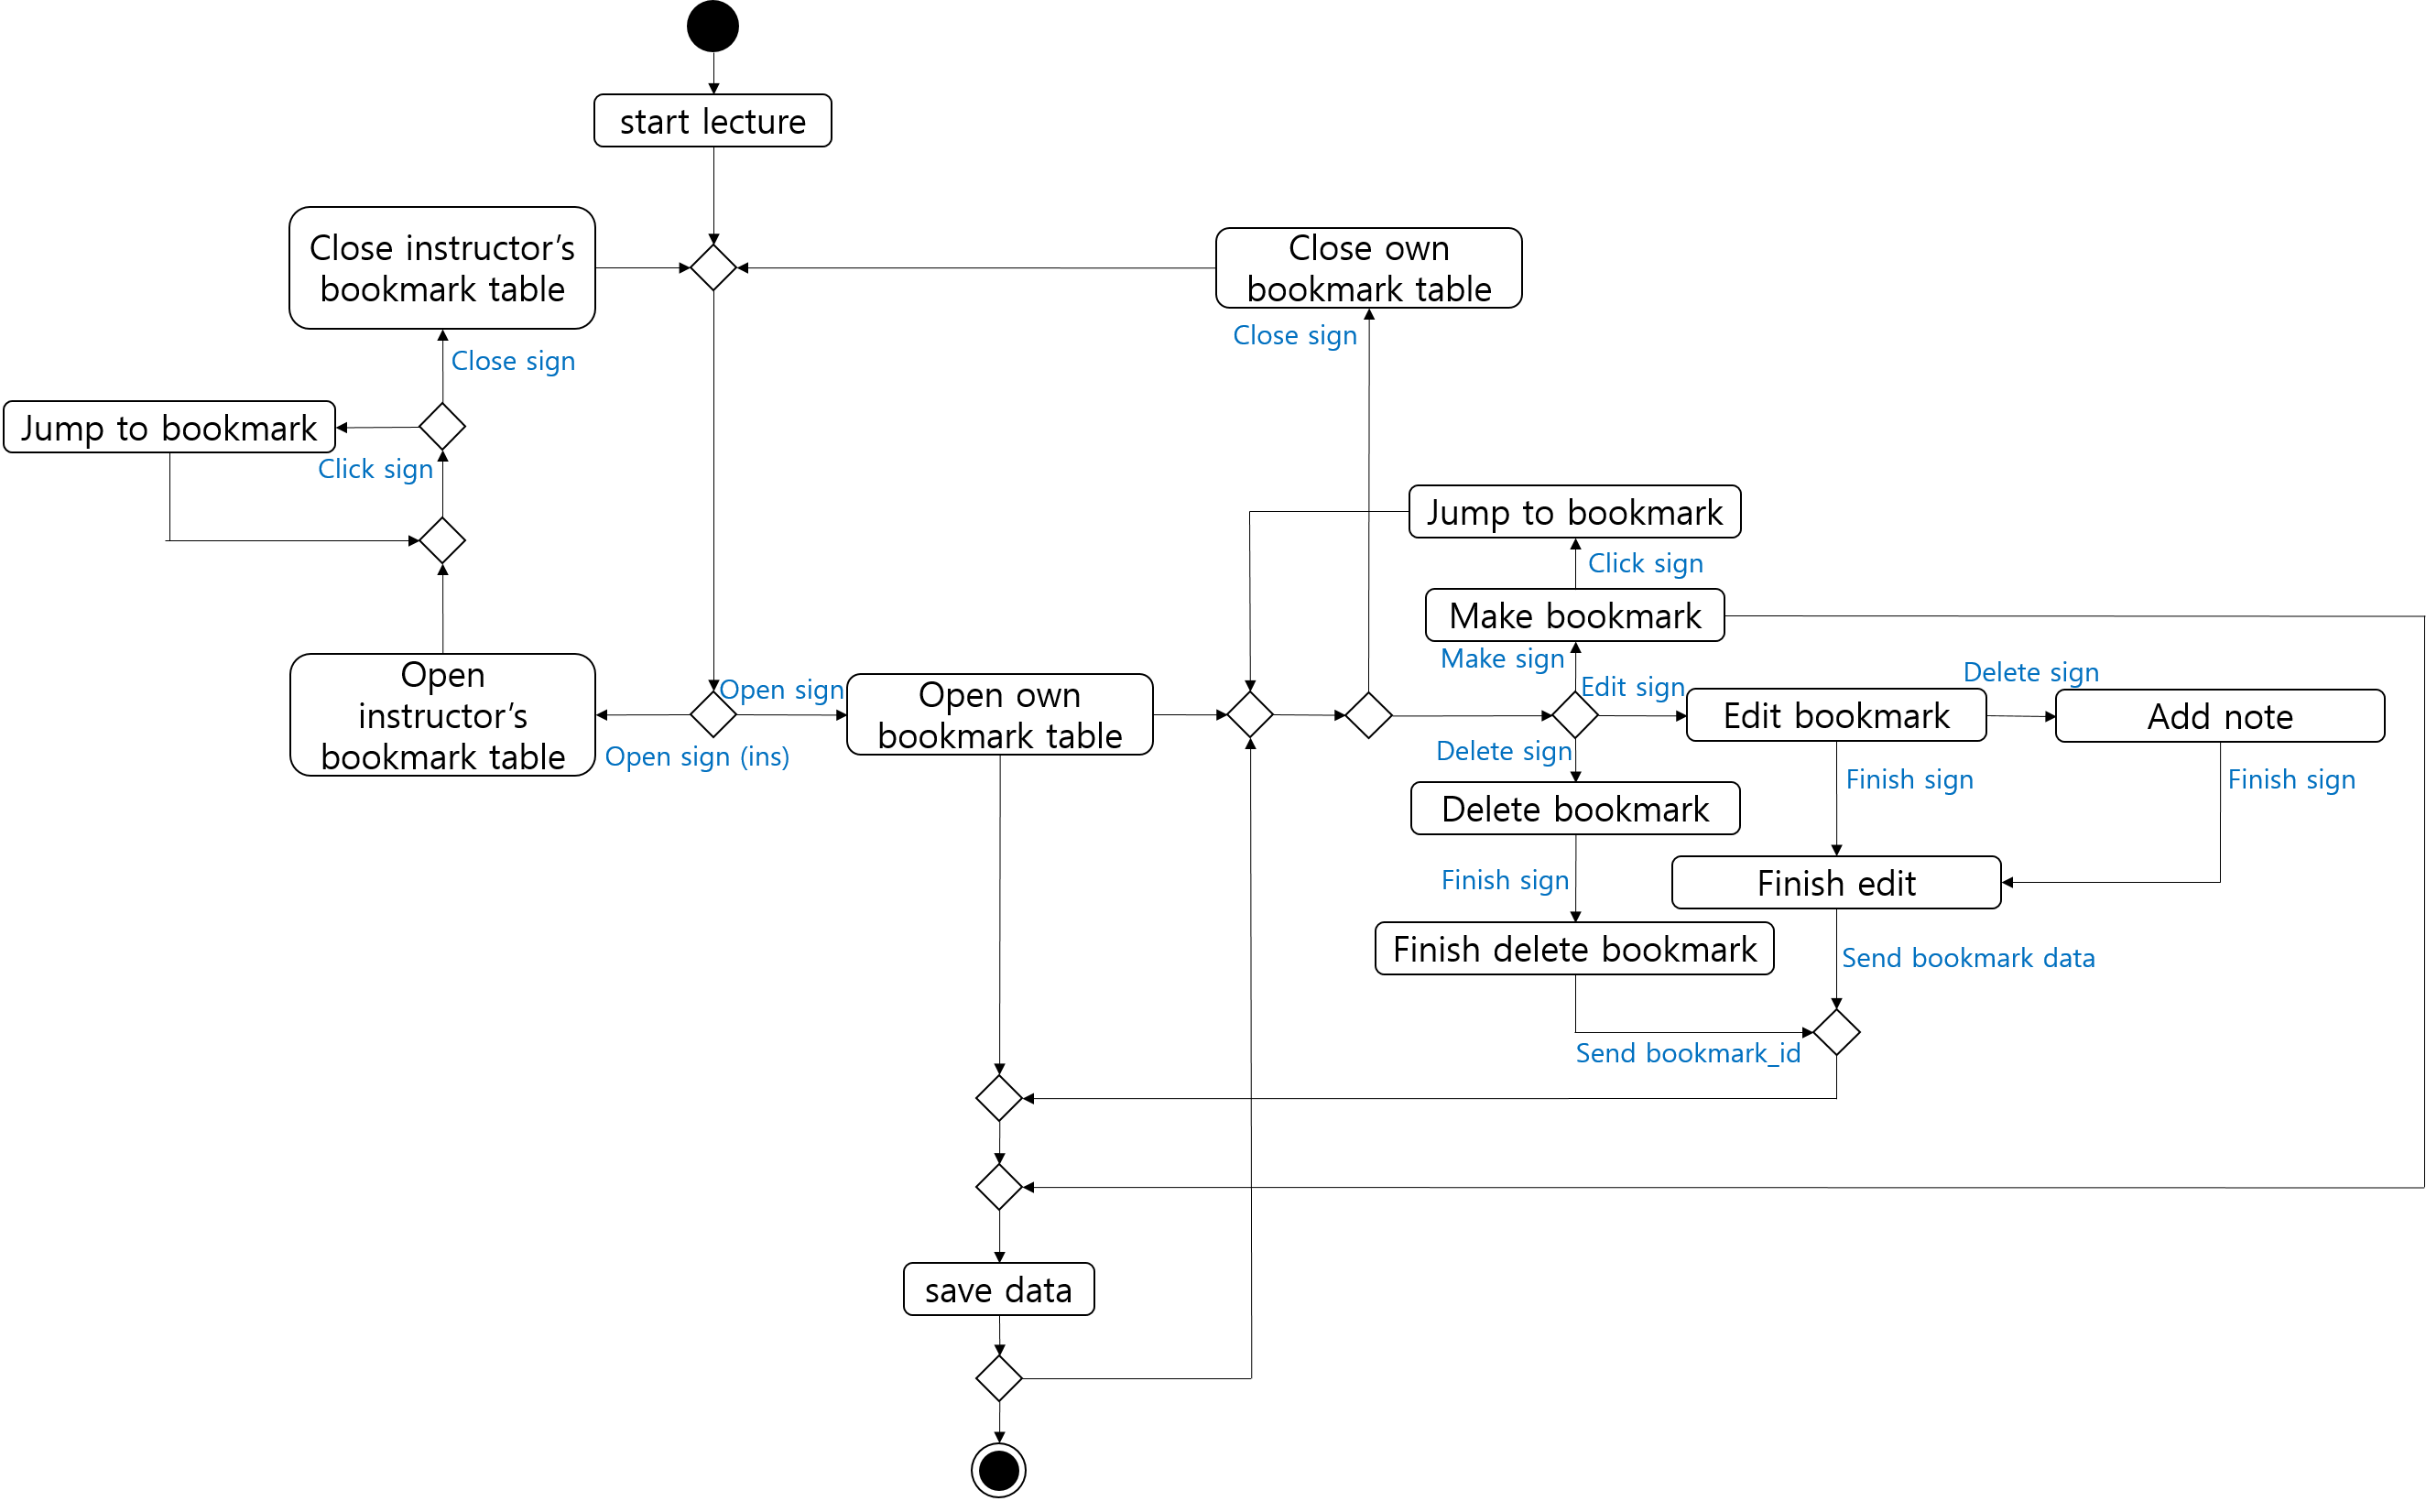 start lecture
Close instructor’s
bookmark table
Close own
bookmark table
Close sign
Close sign
Jump to bookmark
Click sign
Jump to bookmark
Click sign
Make bookmark
Make sign
Edit sign
Delete sign
Open
instructor’s
bookmark table
Open sign
Open sign (ins)
Open own
bookmark table
Edit bookmark
Add note
Delete sign
Delete bookmark
Finish sign
Finish sign
Finish sign
Finish edit
Finish delete bookmark
Send bookmark data
Send bookmark_id
save data